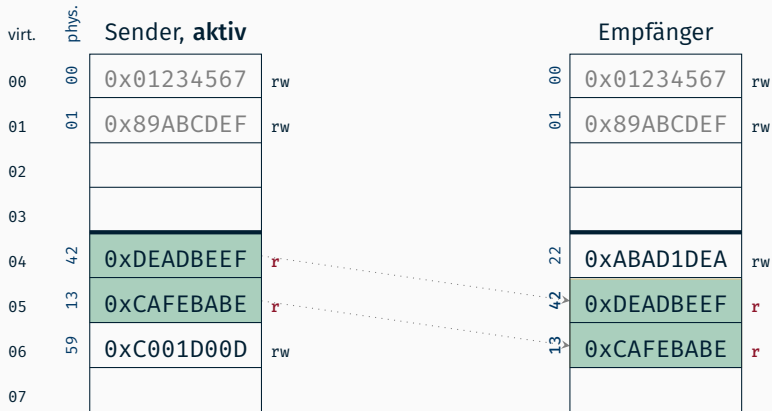 virt. phys. Sender, aktiv Empfänger
00 00 0x01234567 rw 00 0x01234567 rw
01 01 0x89ABCDEF rw 01 0x89ABCDEF rw
02
03
04 42 0xDEADBEEF r 22 0xABAD1DEA rw
05 13 0xCAFEBABE r 42 0xDEADBEEF r
06 59 0xC001D00D rw 13 0xCAFEBABE r
07